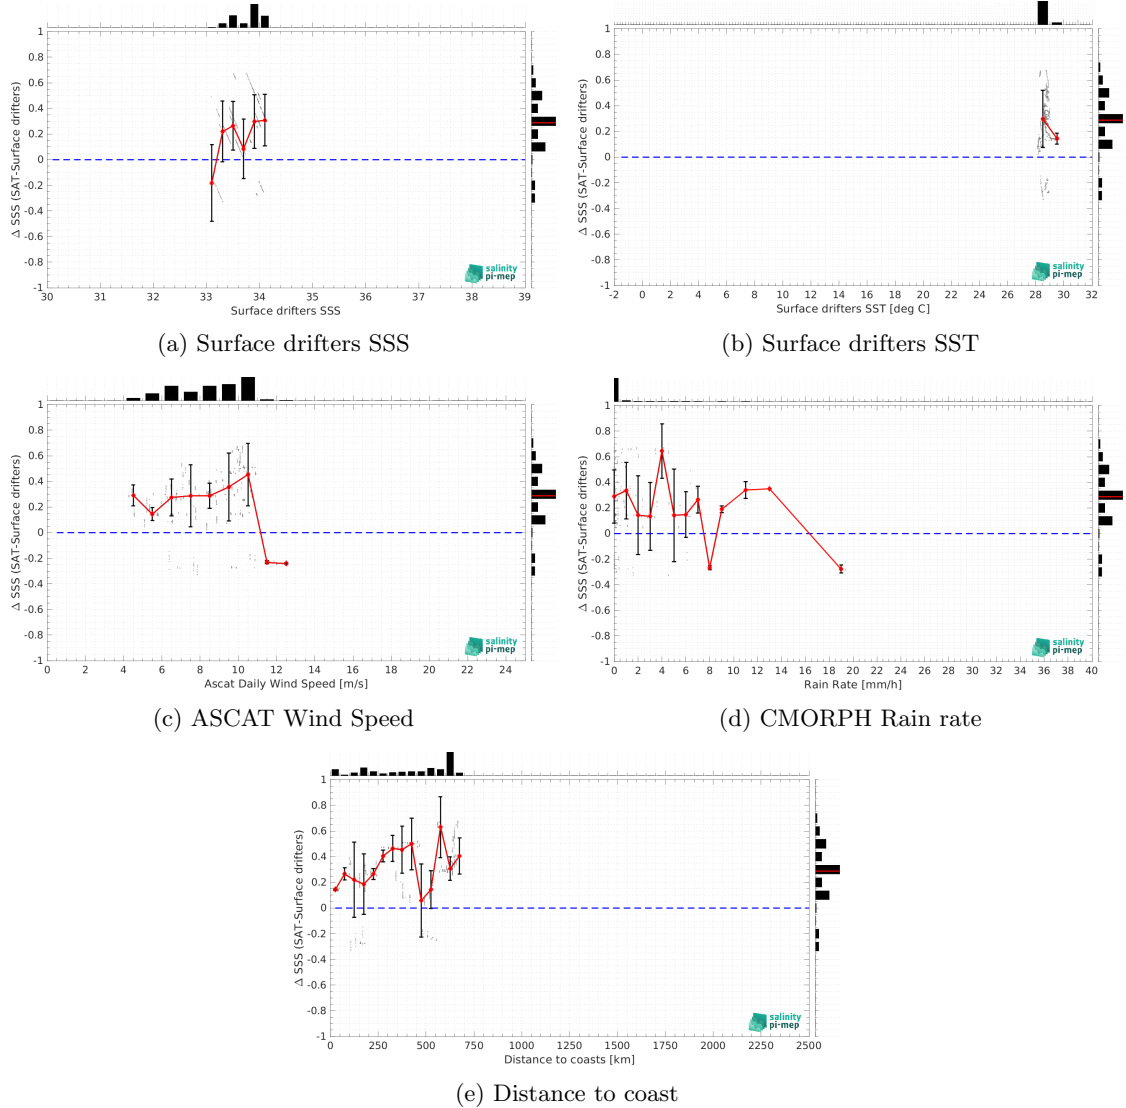 Δ SSS (SAT-Surface drifters)
1
0.8
0.6
0.4
0.2
0
-0.2
-0.4
-0.6
-0.8
-1
30 31 32 33 34 35 36 37 38 39
Surface drifters SSS
salinity
pi-mep
(a) Surface drifters SSS
Δ SSS (SAT-Surface drifters)
1
0.8
0.6
0.4
0.2
0
-0.2
-0.4
-0.6
-0.8
-1
-2 0 2 4 6 8 10 12 14 16 18 20 22 24 26 28 30 32
Surface drifters SST [deg C]
salinity
pi-mep
(b) Surface drifters SST
Δ SSS (SAT-Surface drifters)
1
0.8
0.6
0.4
0.2
0
-0.2
-0.4
-0.6
-0.8
-1
0 2 4 6 8 10 12 14 16 18 20 22 24
Ascat Daily Wind Speed [m/s]
salinity
pi-mep
(c) ASCAT Wind Speed
Δ SSS (SAT-Surface drifters)
1
0.8
0.6
0.4
0.2
0
-0.2
-0.4
-0.6
-0.8
-1
0 2 4 6 8 10 12 14 16 18 20 22 24 26 28 30 32 34 36 38 40
Rain Rate [mm/h]
salinity
pi-mep
(d) CMORPH Rain rate
Δ SSS (SAT-Surface drifters)
1
0.8
0.6
0.4
0.2
0
-0.2
-0.4
-0.6
-0.8
-1
0 250 500 750 1000 1250 1500 1750 2000 2250 2500
Distance to coasts [km]
salinity
pi-mep
(e) Distance to coast